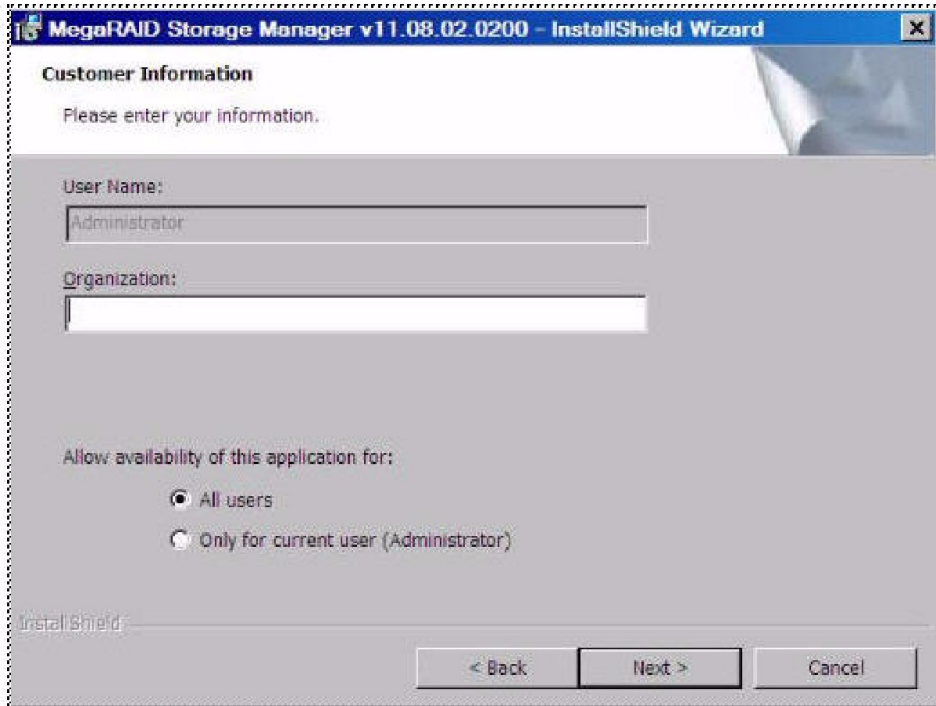 MegaRAID Storage Manager v11.08.02.0200 - InstallShield Wizard
Customer Information
Please enter your information.
User Name:
Administrator
Organization:
Allow availability of this application for:
All users
Only for current user (Administrator)
InstallShield
< Back Next > Cancel